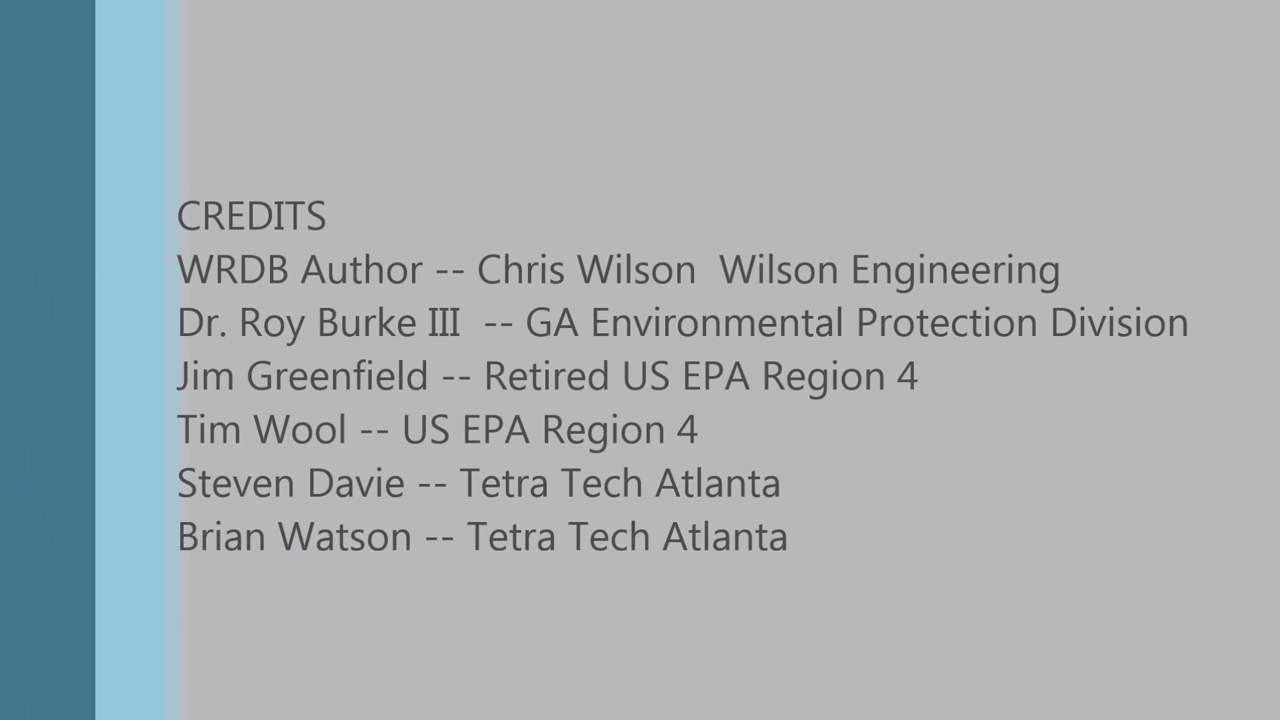 CREDITS
WRDB Author -- Chris Wilson  Wilson Engineering
Dr. Roy Burke III  -- GA Environmental Protection Division
Jim Greenfield -- Retired US EPA Region 4
Tim Wool -- US EPA Region 4
Steven Davie -- Tetra Tech Atlanta
Brian Watson -- Tetra Tech Atlanta